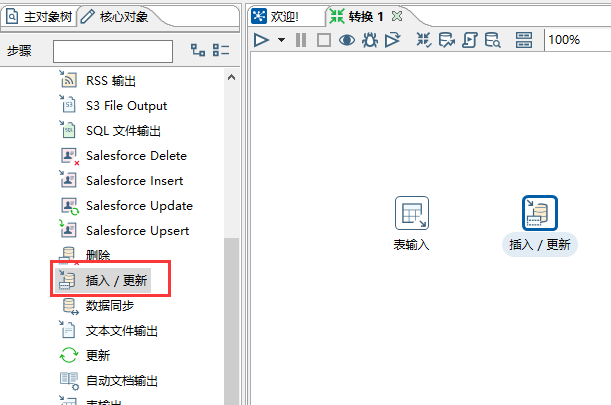 主对象树
核心对象
欢迎!
转换 1
步骤
100%
RSS 输出
S3 File Output
SQL 文件输出
Salesforce Delete
Salesforce Insert
Salesforce Update
Salesforce Upsert
删除
插入 / 更新
数据同步
文本文件输出
更新
自动文档输出
表输出
表输入
插入 / 更新